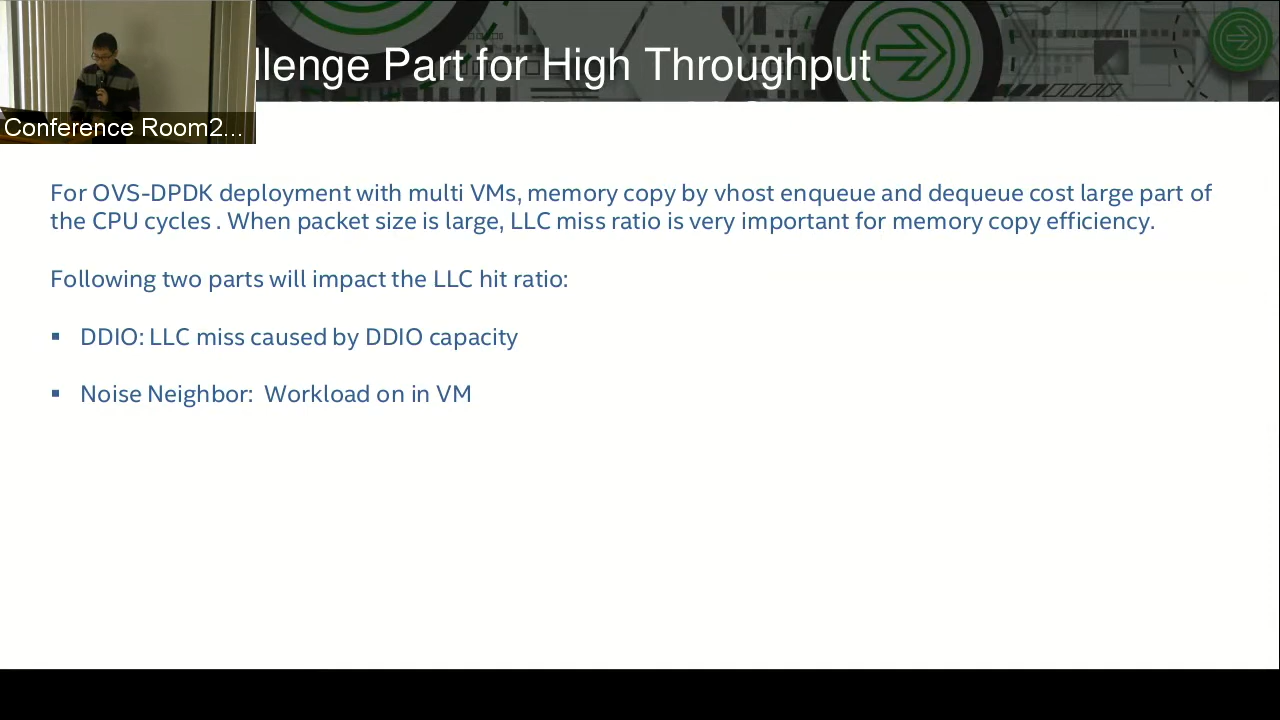 llenge Part for High Throughput
Conference Room2...
For OVS-DPDK deployment with multi VMs, memory copy by vhost enqueue and dequeue cost large part of
the CPU cycles . When packet size is large, LLC miss ratio is very important for memory copy efficiency.
Following two parts will impact the LLC hit ratio:
▪ DDIO: LLC miss caused by DDIO capacity
▪ Noise Neighbor: Workload on in VM